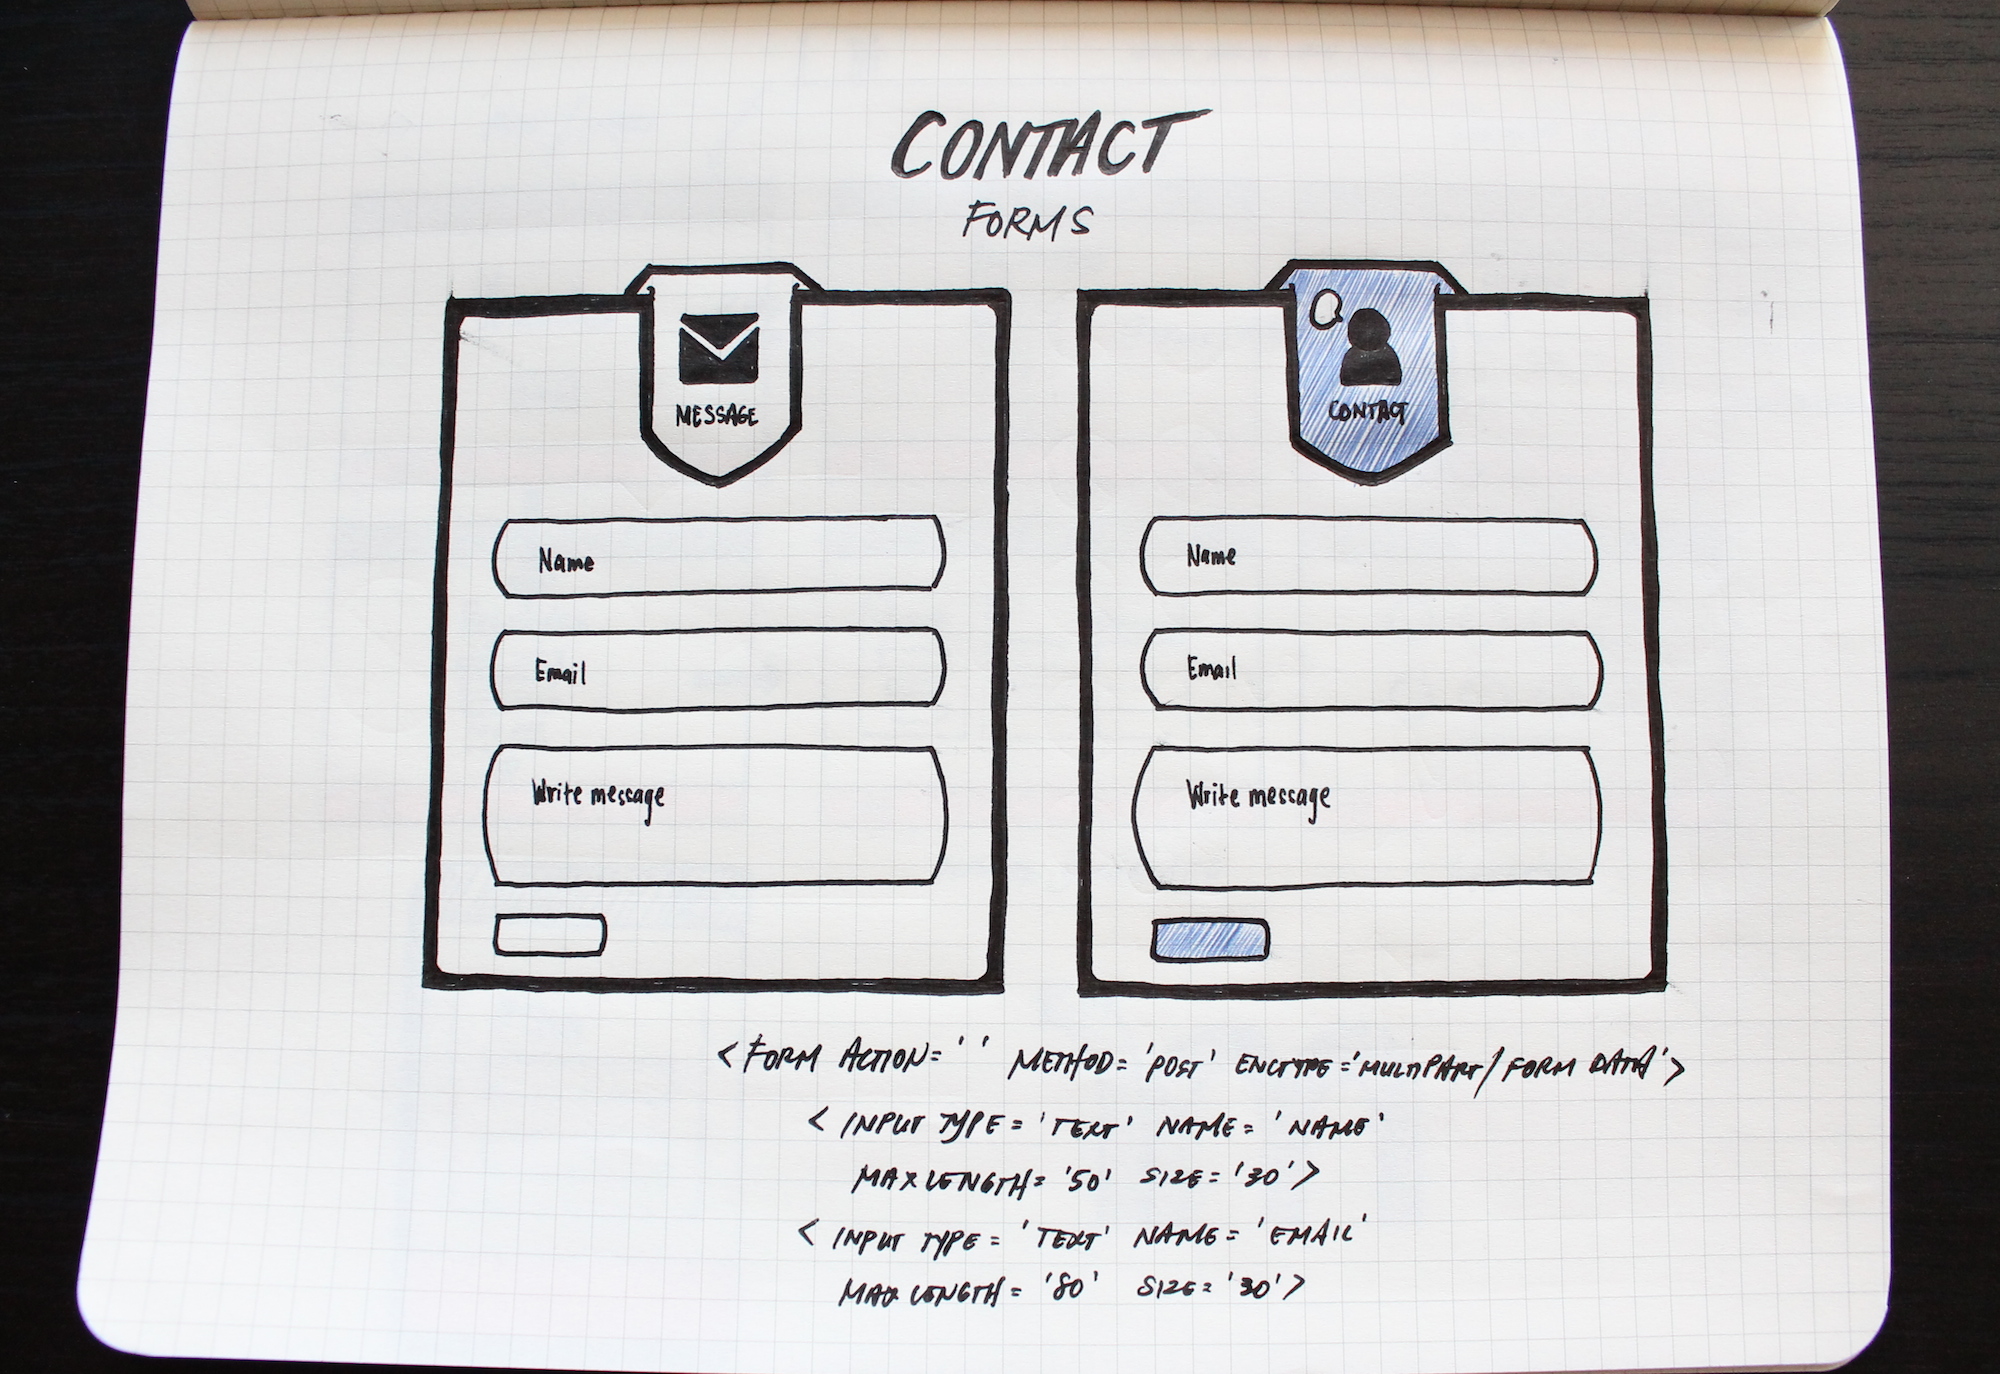 CONTACT
FORMS
MESSAGE
Name
Email
Write message
CONTACT
Name
Email
Write message
<FORM ACTION=' ' METHOD='POST' ENCTYPE='MULTIPART/FORM DATA'>
<INPUT TYPE='TEXT' NAME='NAME'
MAXLENGTH='50' SIZE='30'>
<INPUT TYPE='TEXT' NAME='EMAIL'
MAXLENGTH='80' SIZE='30'>